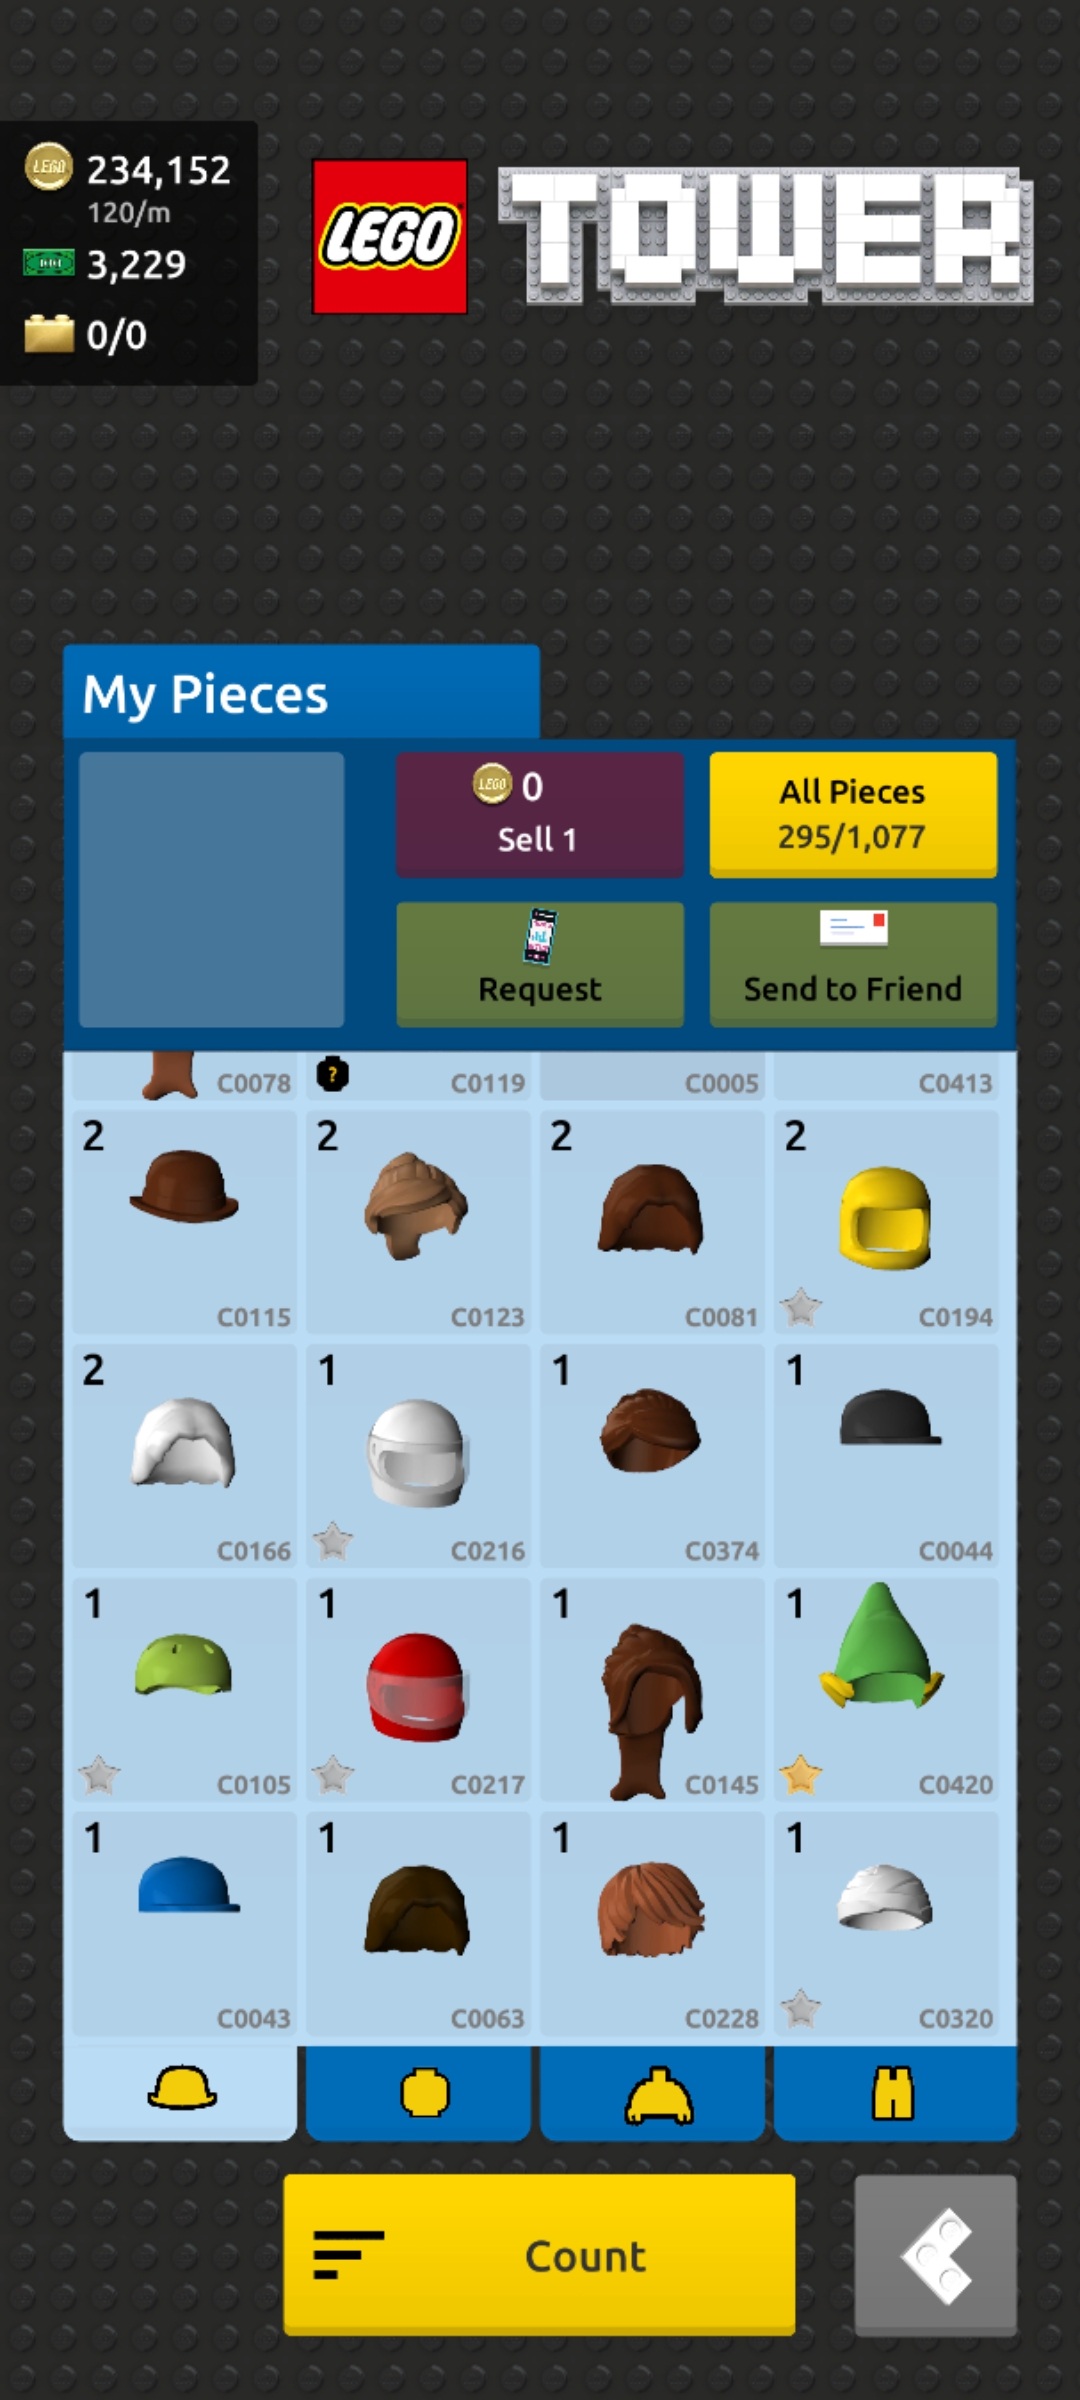 LEGO 234,152
120/m
3,229
0/0
LEGO TOWER
My Pieces
LEGO 0
Sell 1
All Pieces
295/1,077
Request
Send to Friend
C0078
? C0119
C0005
C0413
2 C0115
2 C0123
2 C0081
2 C0194
2 C0166
1 C0216
1 C0374
1 C0044
1 C0105
1 C0217
1 C0145
1 C0420
1 C0043
1 C0063
1 C0228
1 C0320
Count